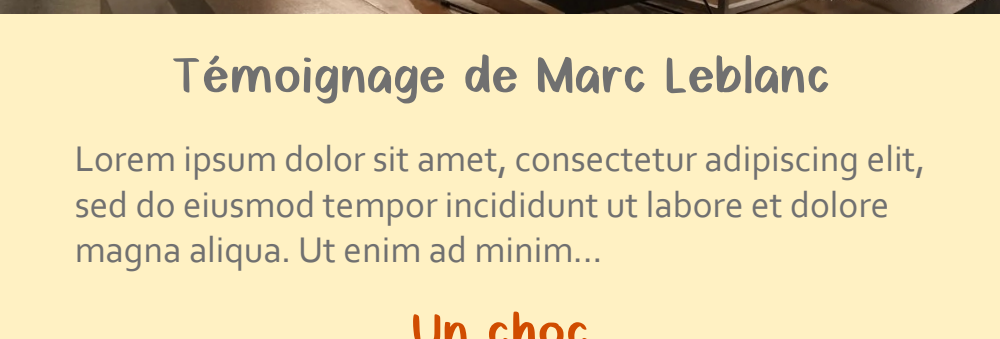 Témoignage de Marc Leblanc
Lorem ipsum dolor sit amet, consectetur adipiscing elit,
sed do eiusmod tempor incididunt ut labore et dolore
magna aliqua. Ut enim ad minim...
Un choc